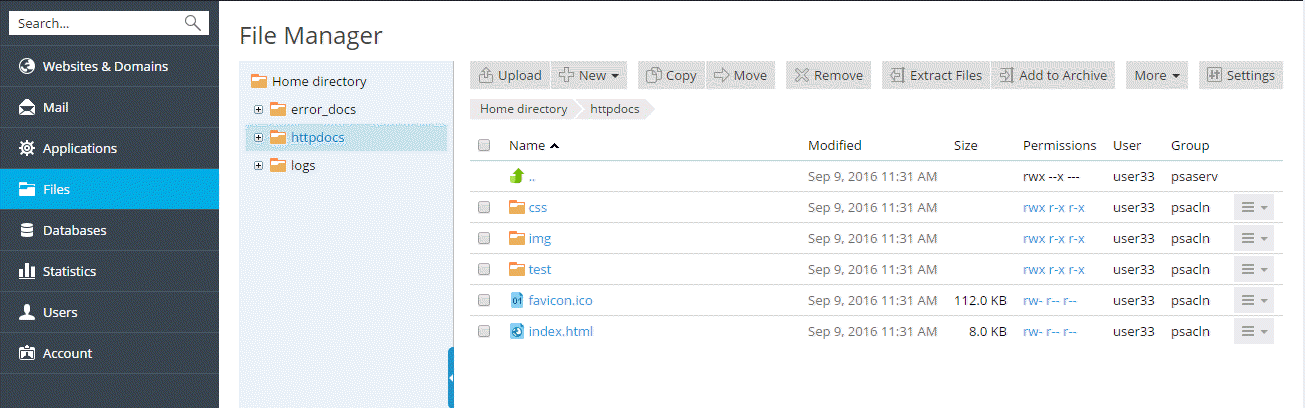 Search...
Websites & Domains
Mail
Applications
Files
Databases
Statistics
Users
Account
File Manager
Home directory
error_docs
httpdocs
logs
Upload New Copy Move Remove Extract Files Add to Archive More Settings
Home directory httpdocs
Name Modified Size Permissions User Group
.. Sep 9, 2016 11:31 AM rwx --x --- user33 psaserv
css Sep 9, 2016 11:31 AM rwx r-x r-x user33 psacln
img Sep 9, 2016 11:31 AM rwx r-x r-x user33 psacln
test Sep 9, 2016 11:31 AM rwx r-x r-x user33 psacln
favicon.ico Sep 9, 2016 11:31 AM 112.0 KB rw- r-- r-- user33 psacln
index.html Sep 9, 2016 11:31 AM 8.0 KB rw- r-- r-- user33 psacln